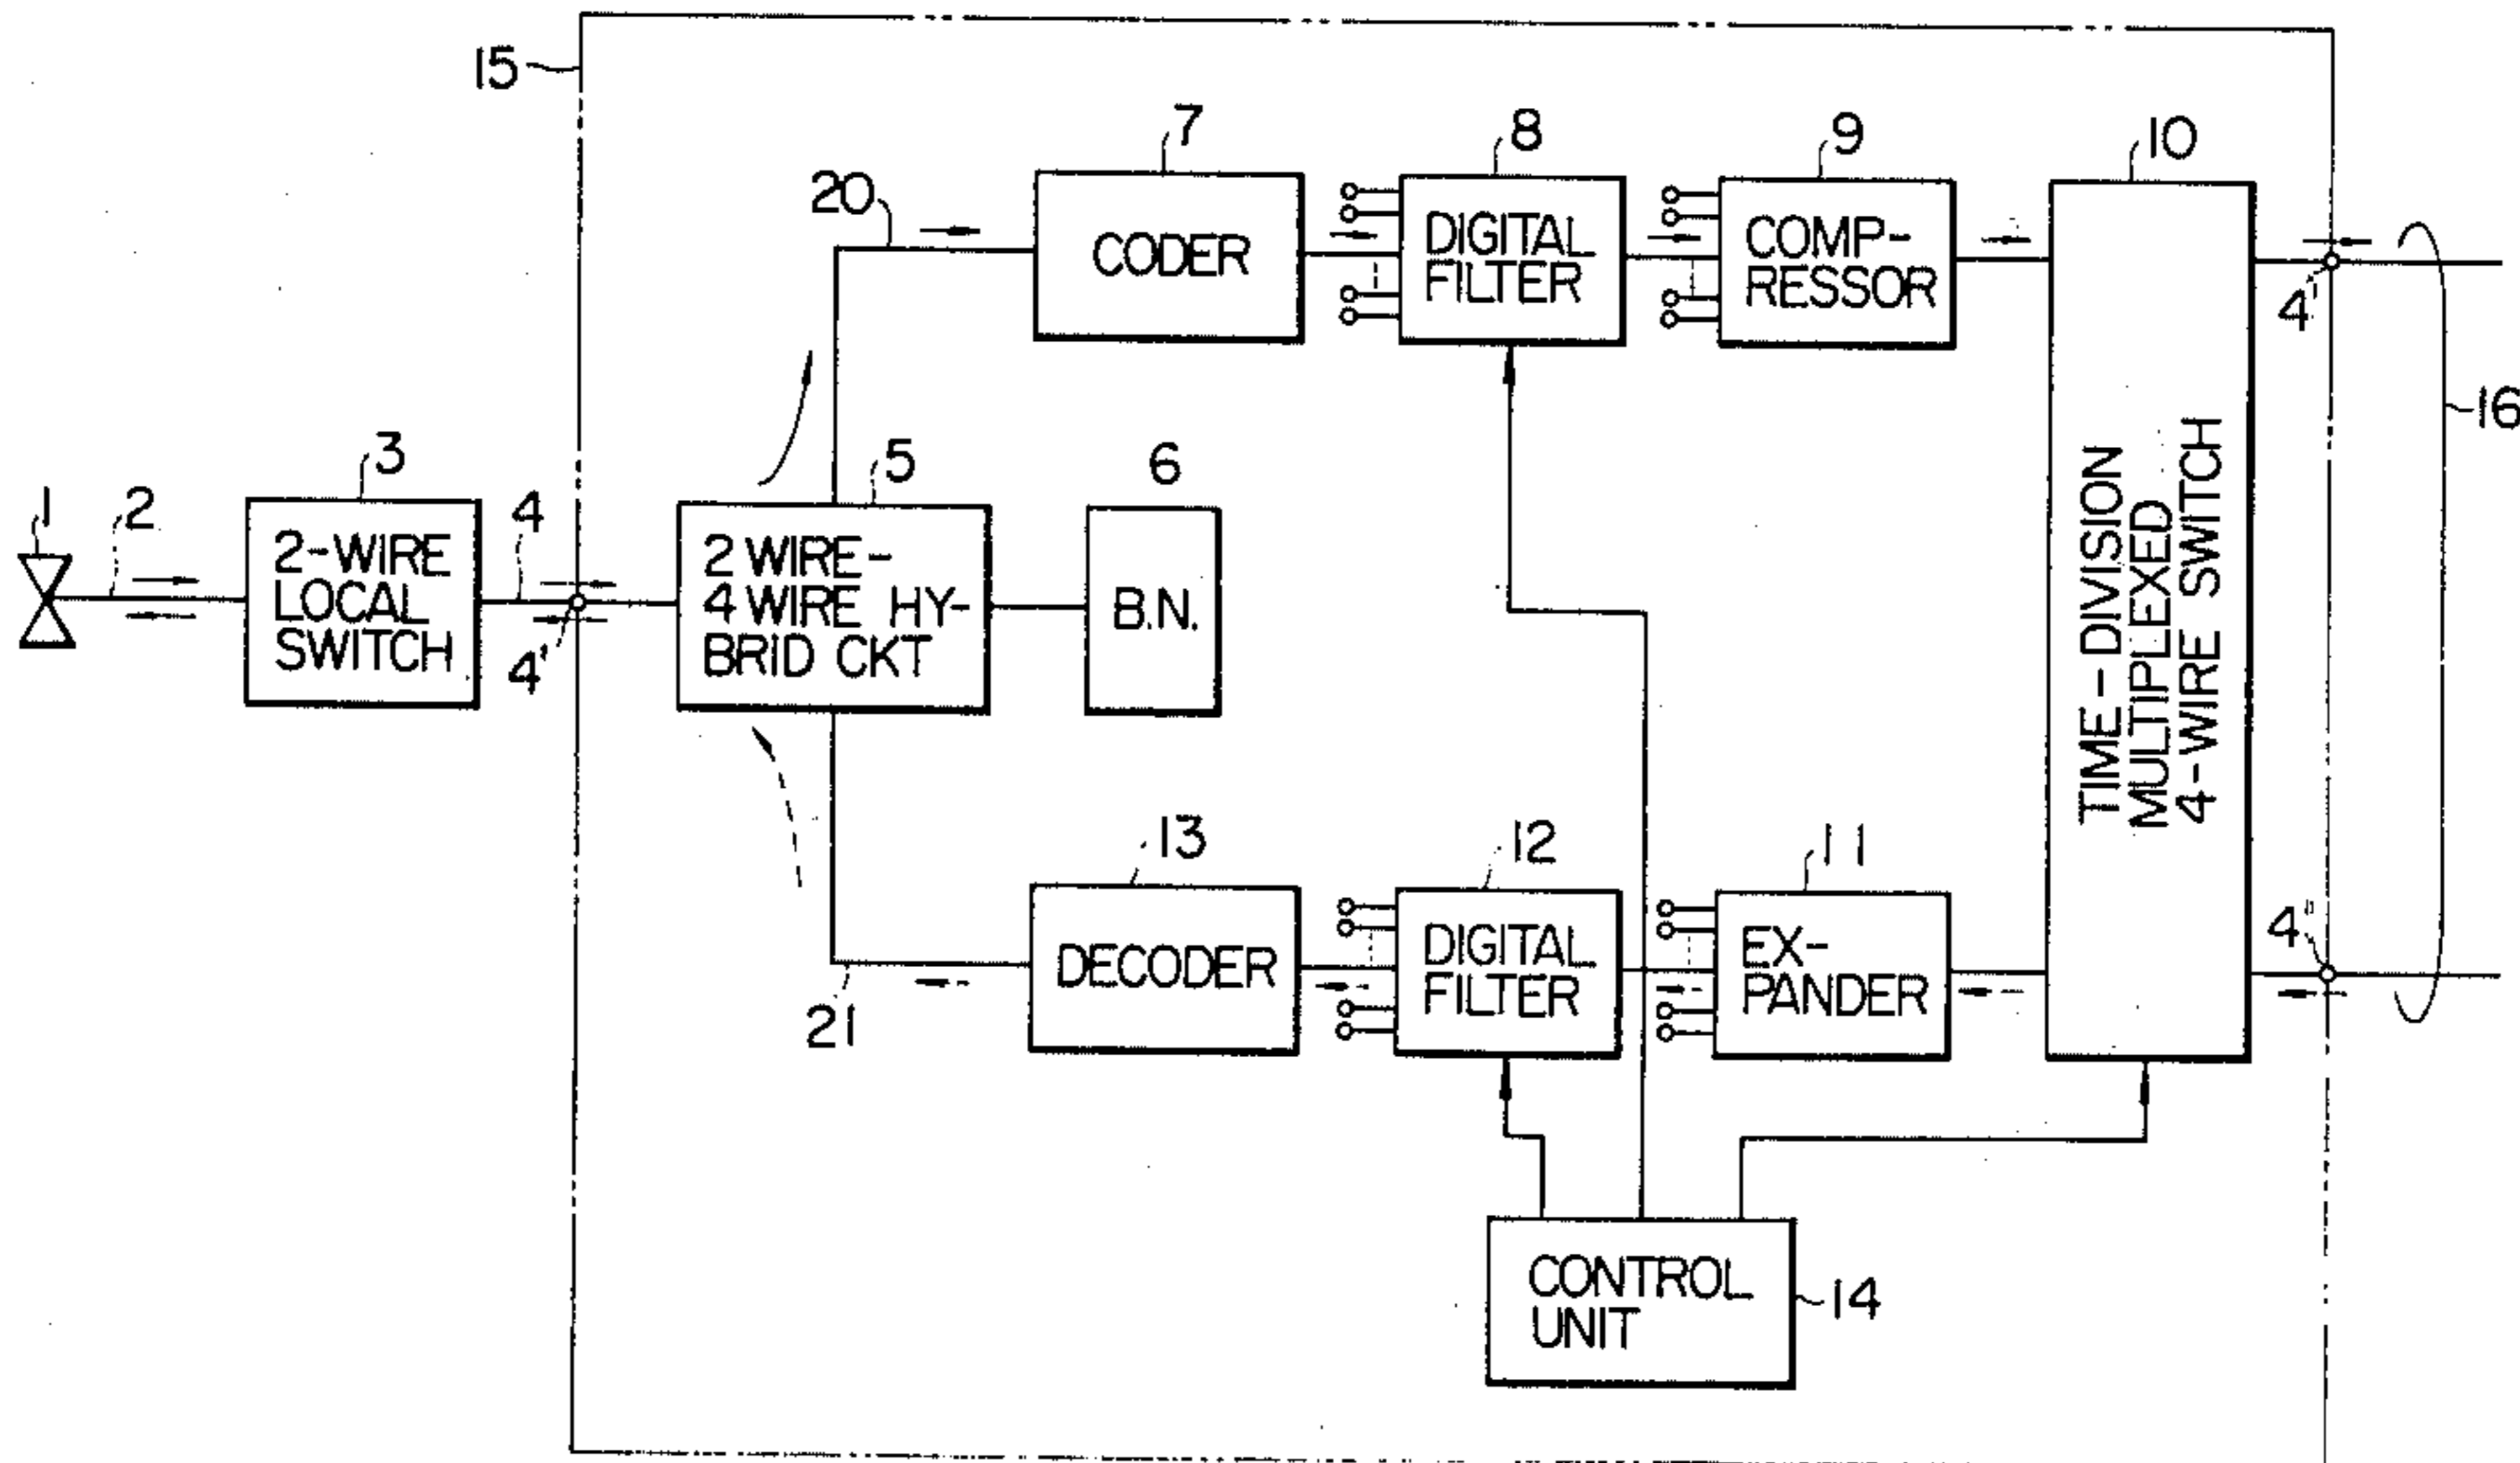 15
7
8
9
10
20
CODER
DIGITAL
FILTER
COMP-
RESSOR
4"
16
1
2
3
4
5
6
2-WIRE
LOCAL
SWITCH
4'
2 WIRE-
4 WIRE HY-
BRID CKT
B.N.
TIME-DIVISION
MULTIPLEXED
4-WIRE SWITCH
13
12
11
4"
DECODER
DIGITAL
FILTER
EX-
PANDER
21
CONTROL
UNIT
14